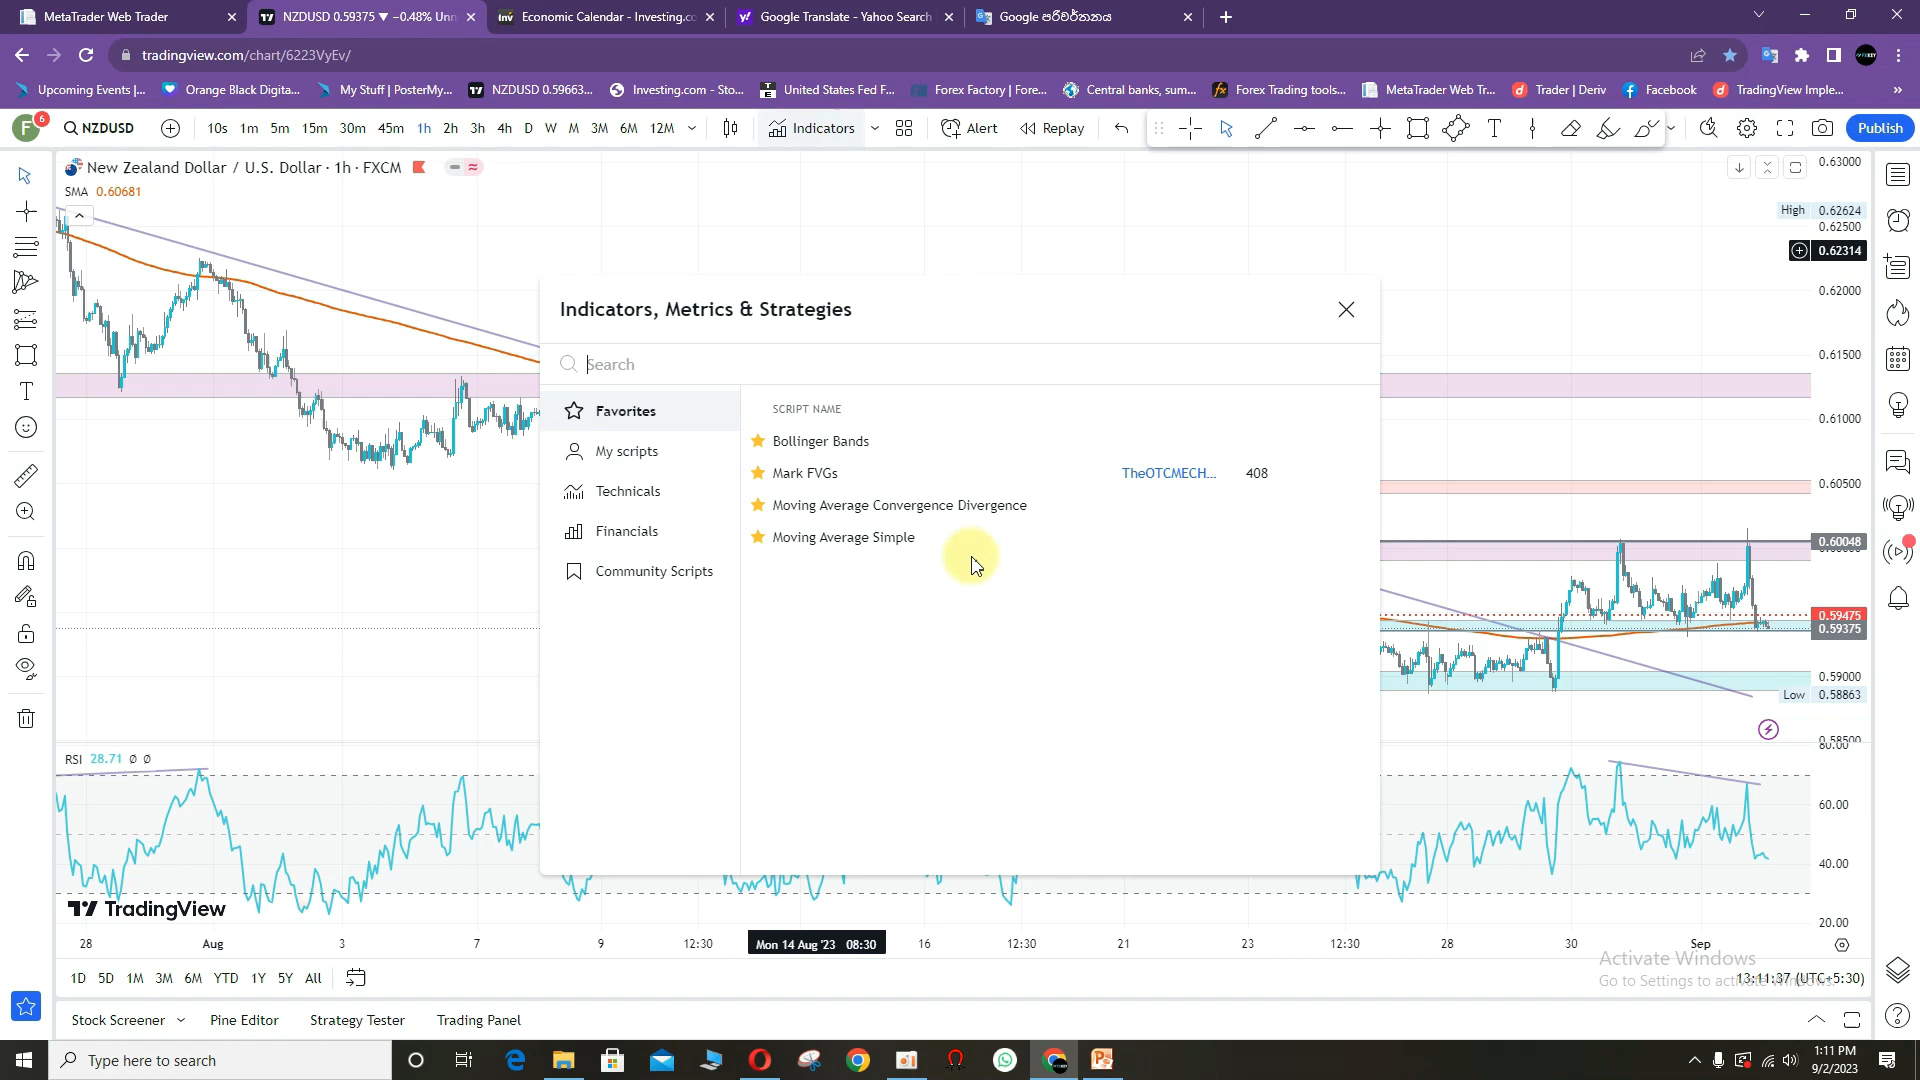 MetaTrader Web Trader
NZDUSD 0.59375 ▼ −0.48% Unn
Economic Calendar - Investing.co
Google Translate - Yahoo Search
Google පරිවර්තනය
tradingview.com/chart/6223VyEv/
Upcoming Events |...
Orange Black Digita...
My Stuff | PosterMy...
NZDUSD 0.59663...
Investing.com - Sto...
United States Fed F...
Forex Factory | Fore...
Central banks, sum...
Forex Trading tools...
MetaTrader Web Tr...
Trader | Deriv
Facebook
TradingView Imple...
F 6
NZDUSD
10s 1m 5m 15m 30m 45m 1h 2h 3h 4h D W M 3M 6M 12M
Indicators
Alert
Replay
Publish
New Zealand Dollar / U.S. Dollar · 1h · FXCM
SMA 0.60681
0.63000
High 0.62624
0.62500
0.62314
0.62000
0.61500
0.61000
0.60500
0.60048
0.59475
0.59375
0.59000
Low 0.58863
Indicators, Metrics & Strategies
Search
Favorites
My scripts
Technicals
Financials
Community Scripts
SCRIPT NAME
Bollinger Bands
Mark FVGs TheOTCMECH... 408
Moving Average Convergence Divergence
Moving Average Simple
RSI 28.71 Ø Ø
80.00
60.00
40.00
20.00
TradingView
28 Aug 3 7 9 12:30 Mon 14 Aug '23 08:30 16 12:30 21 23 12:30 28 30 Sep
Activate Windows
1D 5D 1M 3M 6M YTD 1Y 5Y All
13:11:37 (UTC+5:30)
Stock Screener
Pine Editor
Strategy Tester
Trading Panel
Type here to search
1:11 PM
9/2/2023